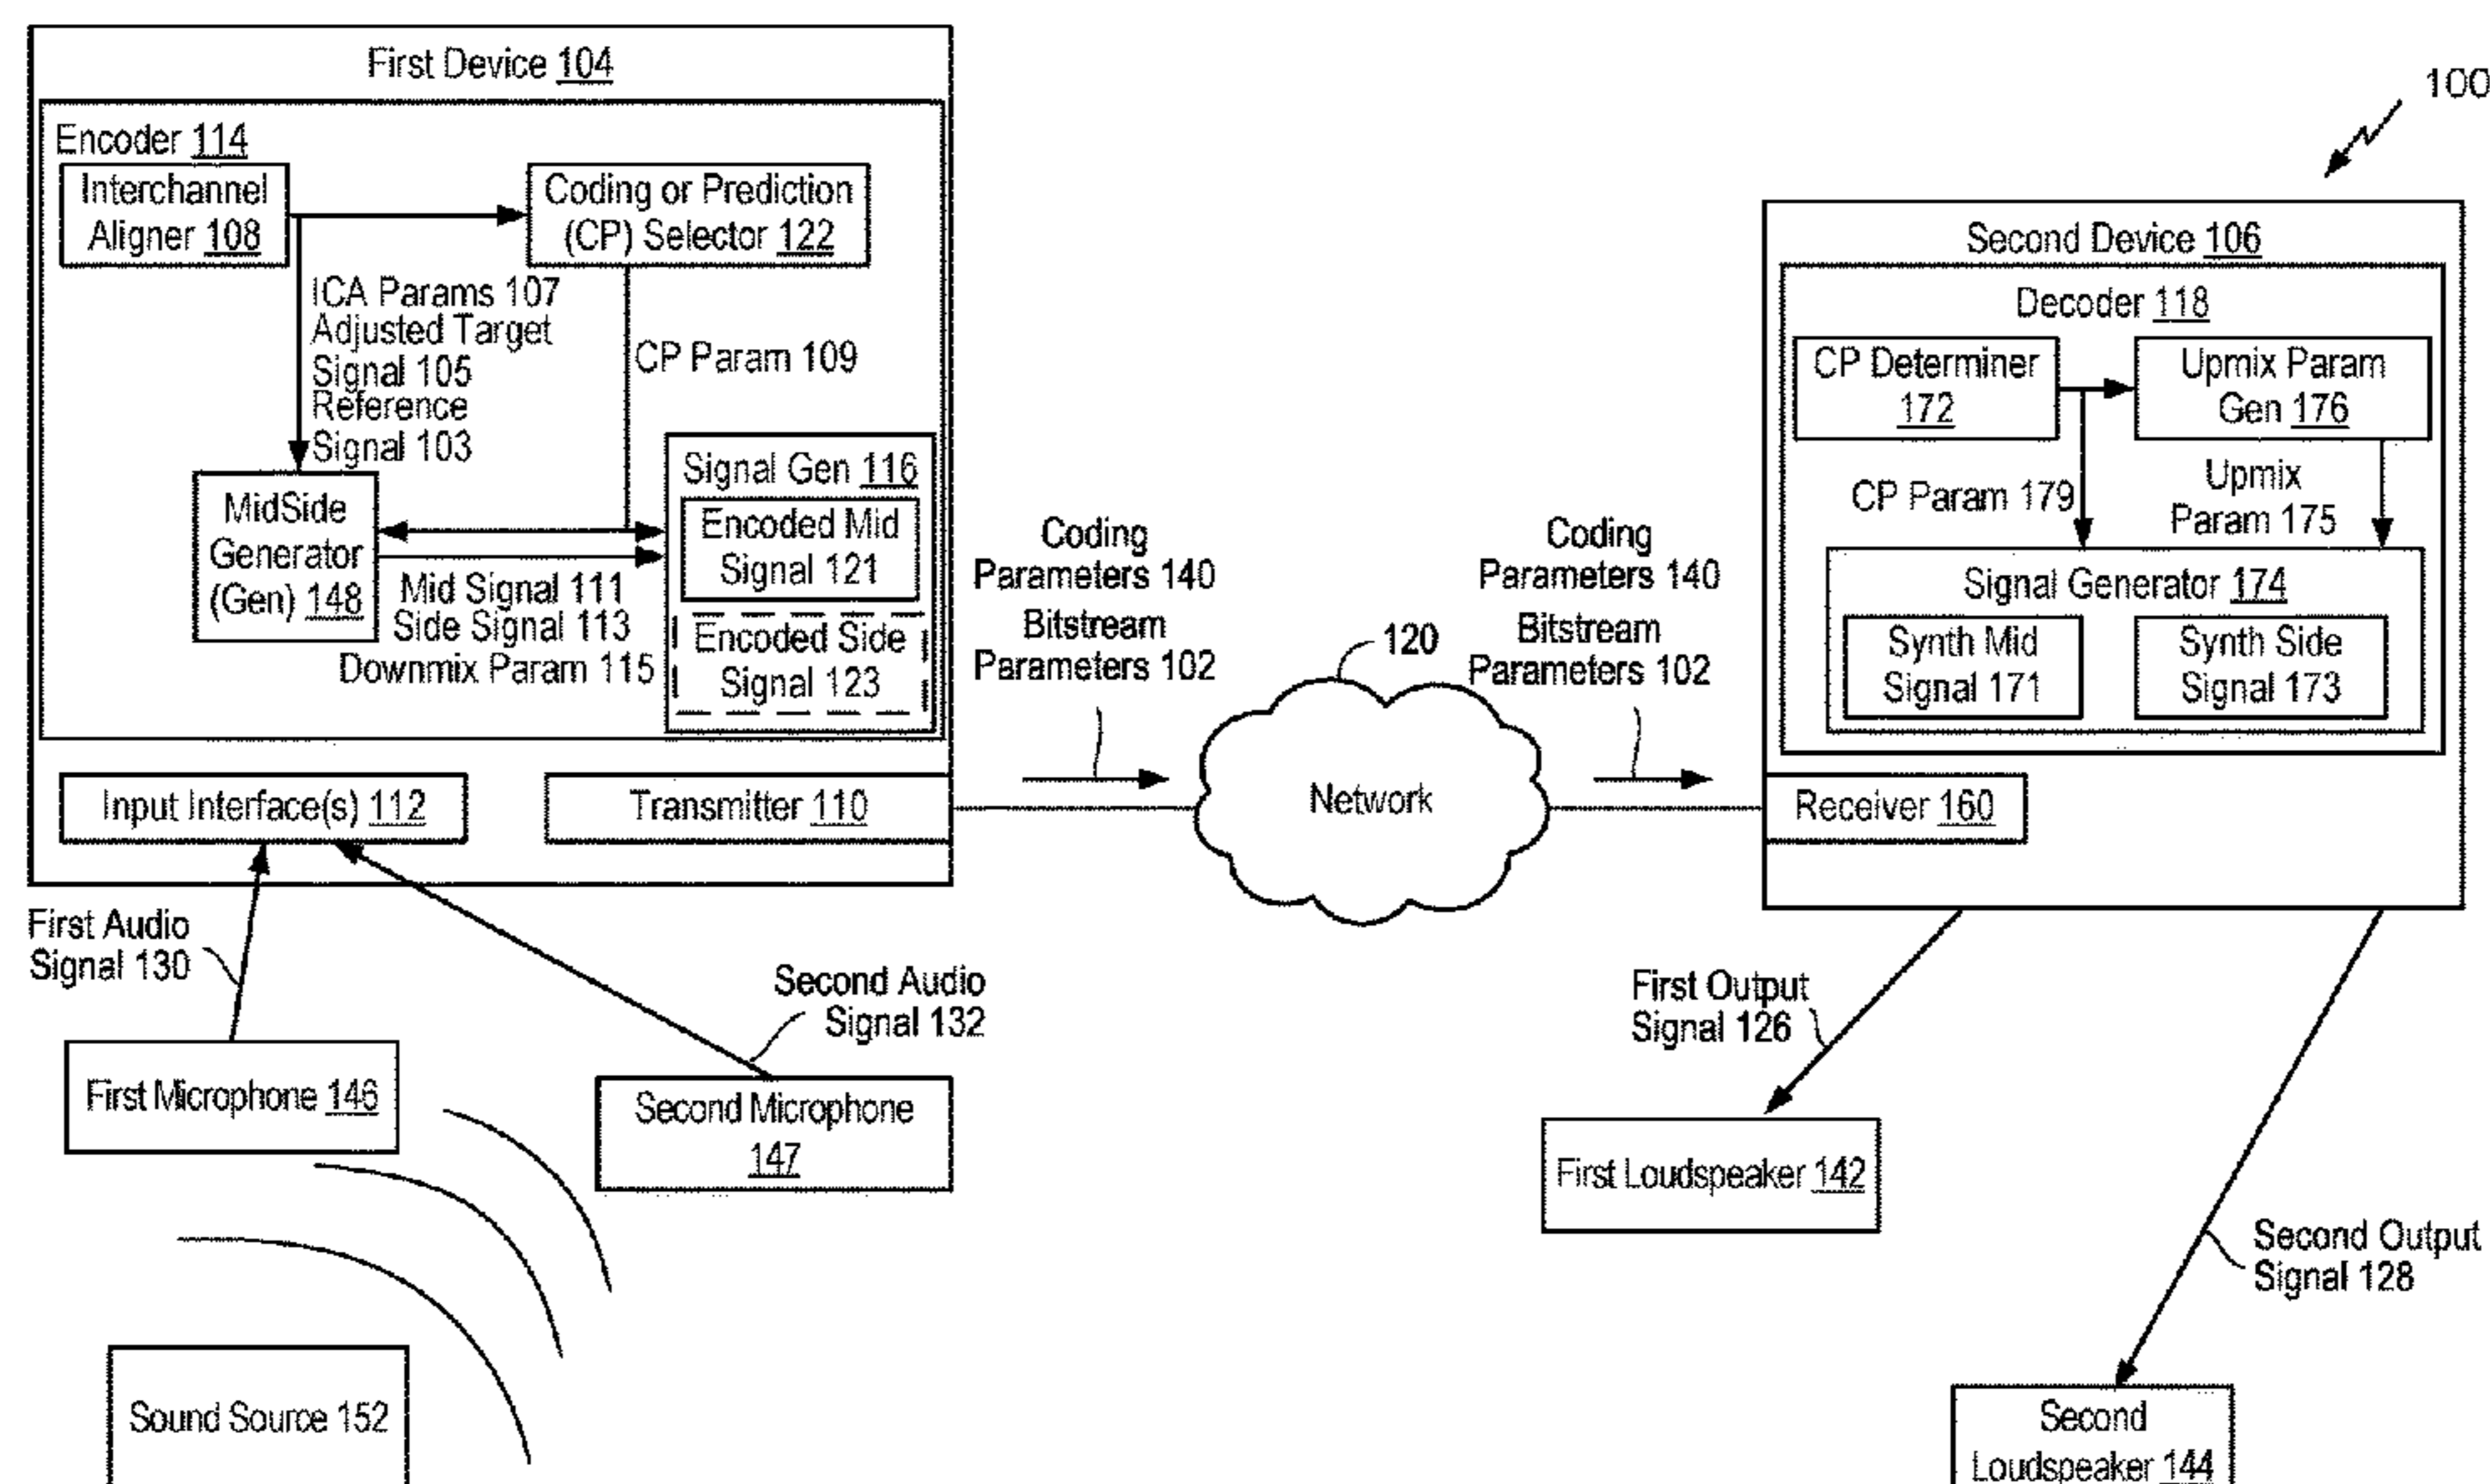 First Device 104
100
Encoder 114
Interchannel
Aligner 108
Coding or Prediction
(CP) Selector 122
ICA Params 107
Adjusted Target
Signal 105
Reference
Signal 103
CP Param 109
MidSide
Generator
(Gen) 148
Mid Signal 111
Side Signal 113
Downmix Param 115
Signal Gen 116
Encoded Mid
Signal 121
Encoded Side
Signal 123
Input Interface(s) 112
Transmitter 110
Coding
Parameters 140
Bitstream
Parameters 102
120
Network
Coding
Parameters 140
Bitstream
Parameters 102
Second Device 106
Decoder 118
CP Determiner
172
Upmix Param
Gen 176
CP Param 179
Upmix
Param 175
Signal Generator 174
Synth Mid
Signal 171
Synth Side
Signal 173
Receiver 160
First Audio
Signal 130
Second Audio
Signal 132
First Microphone 146
Second Microphone
147
Sound Source 152
First Output
Signal 126
First Loudspeaker 142
Second Output
Signal 128
Second
Loudspeaker 144